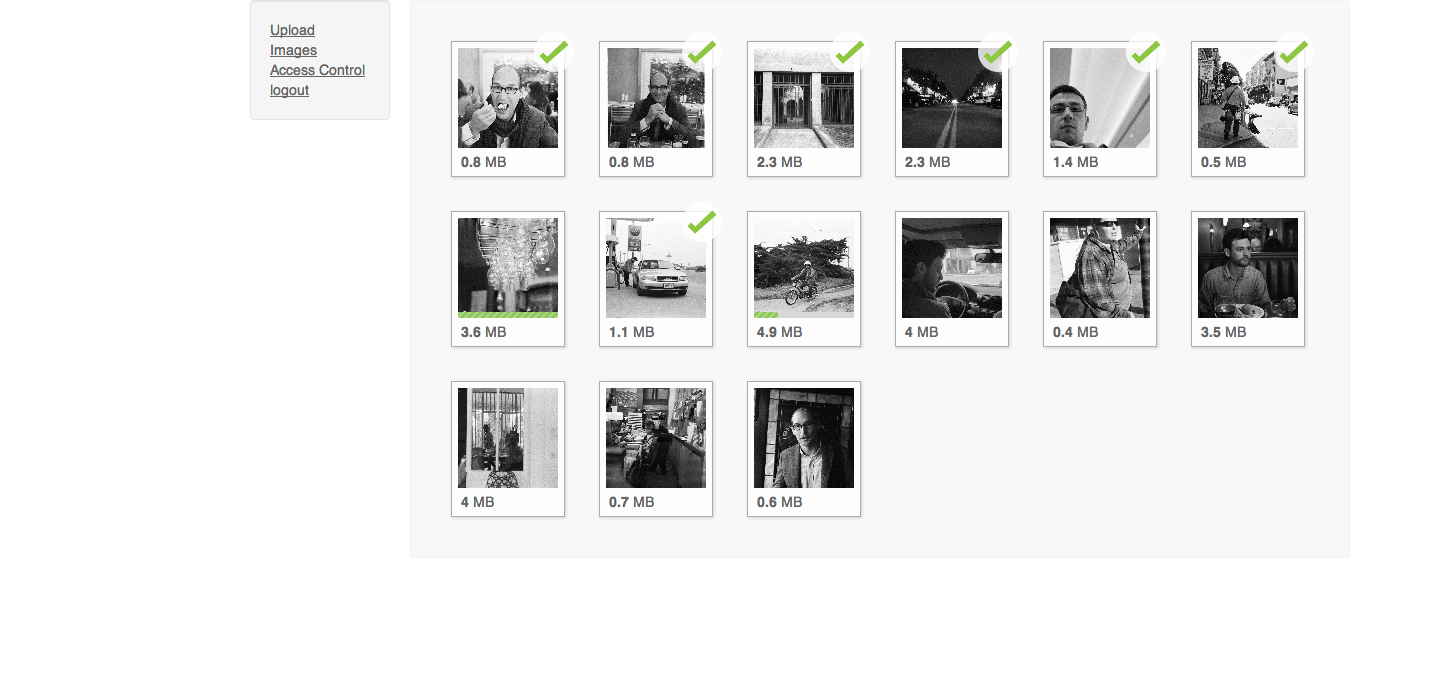 Upload
Images
Access Control
logout
0.8 MB
0.8 MB
2.3 MB
2.3 MB
1.4 MB
0.5 MB
3.6 MB
1.1 MB
4.9 MB
4 MB
0.4 MB
3.5 MB
4 MB
0.7 MB
0.6 MB